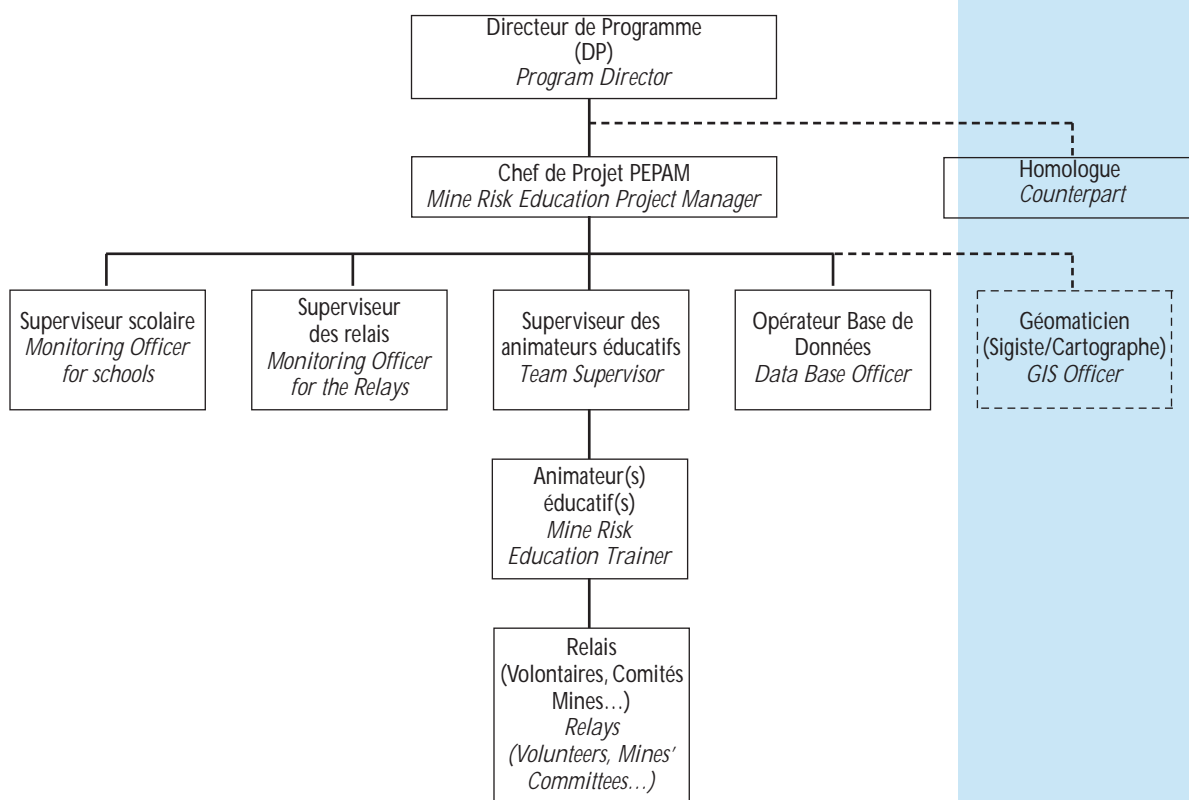 Directeur de Programme
(DP)
Program Director
Chef de Projet PEPAM
Mine Risk Education Project Manager
Homologue
Counterpart
Superviseur scolaire
Monitoring Officer
for schools
Superviseur
des relais
Monitoring Officer
for the Relays
Superviseur des
animateurs éducatifs
Team Supervisor
Opérateur Base de
Données
Data Base Officer
Géomaticien
(Sigiste/Cartographe)
GIS Officer
Animateur(s)
éducatif(s)
Mine Risk
Education Trainer
Relais
(Volontaires, Comités
Mines…)
Relays
(Volunteers, Mines’
Committees…)